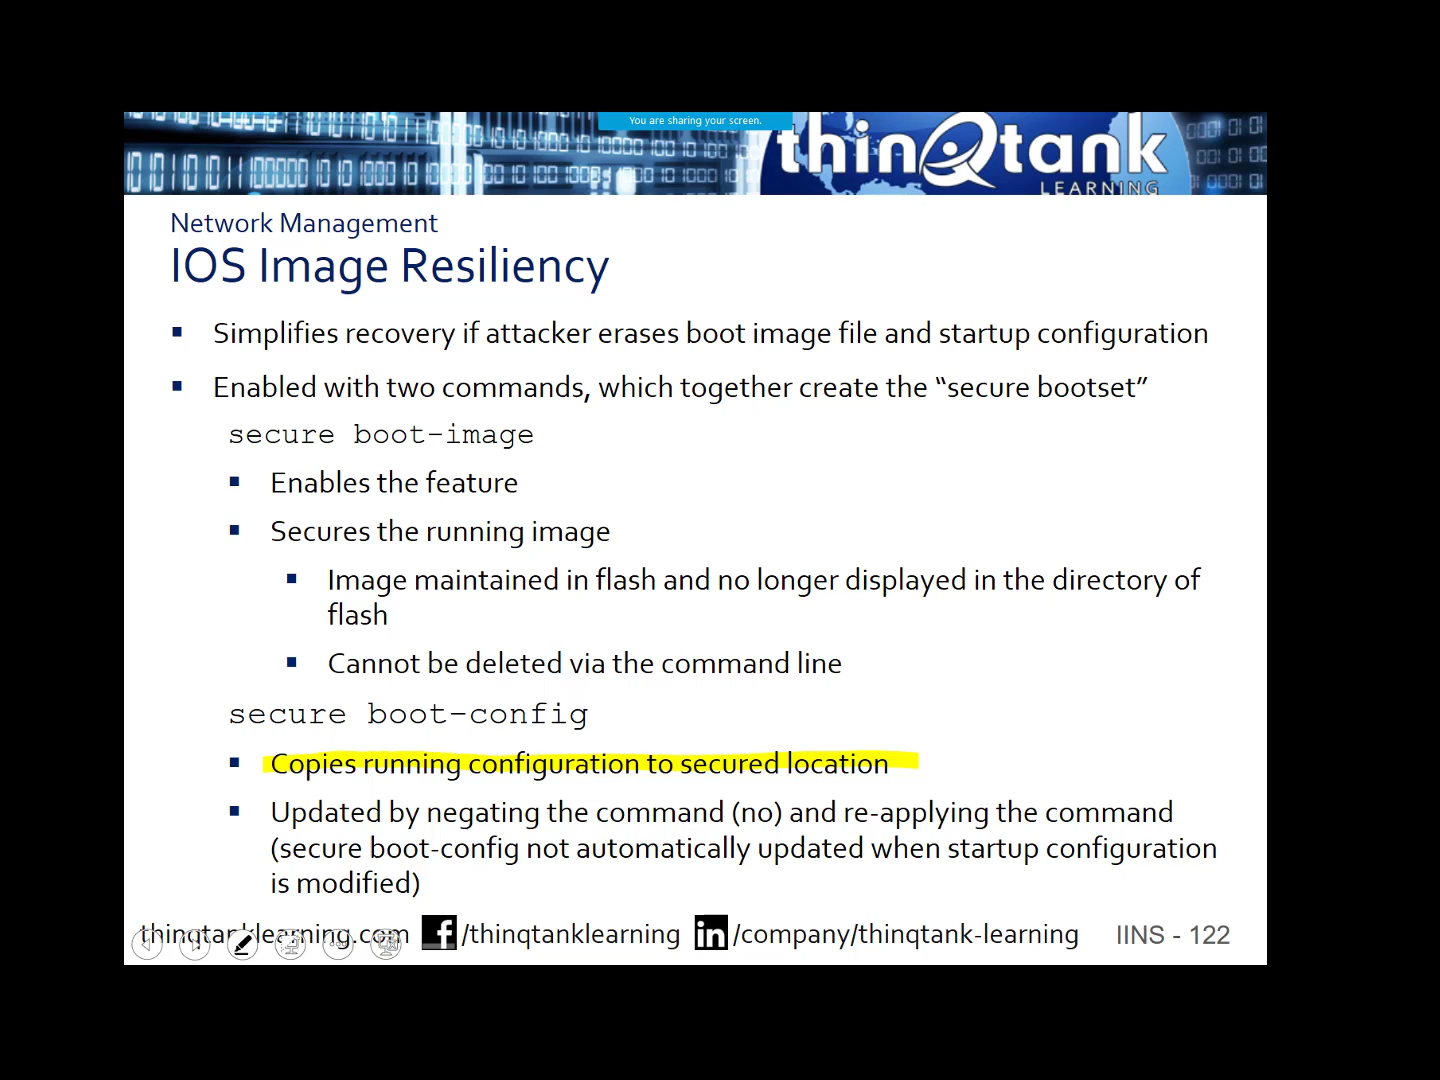 You are sharing your screen.
thinQtank
LEARNING
Network Management
IOS Image Resiliency
Simplifies recovery if attacker erases boot image file and startup configuration
Enabled with two commands, which together create the “secure bootset”
secure boot-image
Enables the feature
Secures the running image
Image maintained in flash and no longer displayed in the directory of
flash
Cannot be deleted via the command line
secure boot-config
Copies running configuration to secured location
Updated by negating the command (no) and re-applying the command
(secure boot-config not automatically updated when startup configuration
is modified)
thinqtanklearning.com f /thinqtanklearning in /company/thinqtank-learning IINS - 122